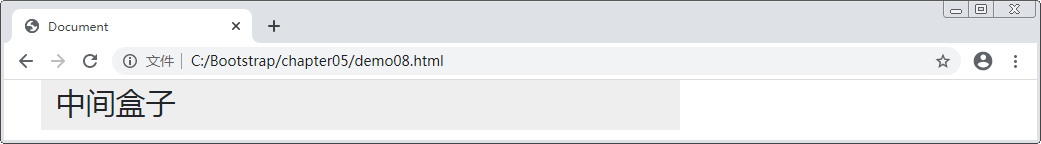 Document
文件 C:/Bootstrap/chapter05/demo08.html
中间盒子